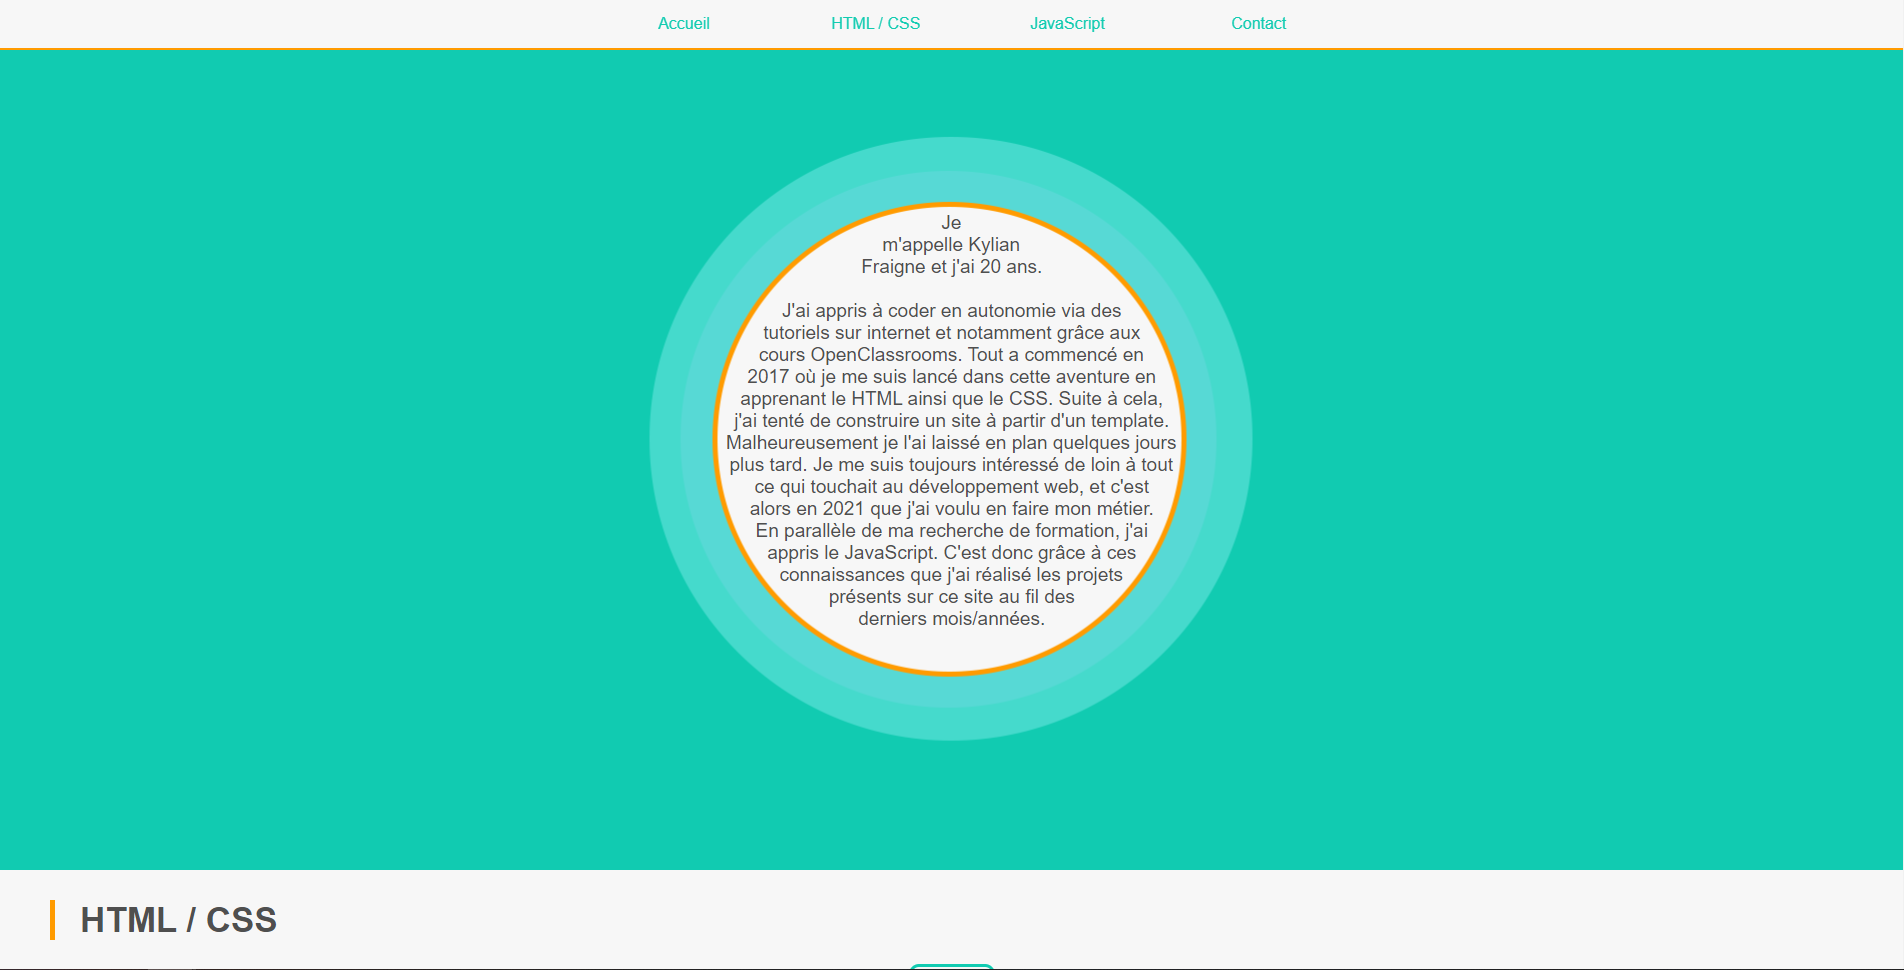 Accueil HTML / CSS JavaScript Contact
Je
m'appelle Kylian
Fraigne et j'ai 20 ans.
J'ai appris à coder en autonomie via des
tutoriels sur internet et notamment grâce aux
cours OpenClassrooms. Tout a commencé en
2017 où je me suis lancé dans cette aventure en
apprenant le HTML ainsi que le CSS. Suite à cela,
j'ai tenté de construire un site à partir d'un template.
Malheureusement je l'ai laissé en plan quelques jours
plus tard. Je me suis toujours intéressé de loin à tout
ce qui touchait au développement web, et c'est
alors en 2021 que j'ai voulu en faire mon métier.
En parallèle de ma recherche de formation, j'ai
appris le JavaScript. C'est donc grâce à ces
connaissances que j'ai réalisé les projets
présents sur ce site au fil des
derniers mois/années.
HTML / CSS